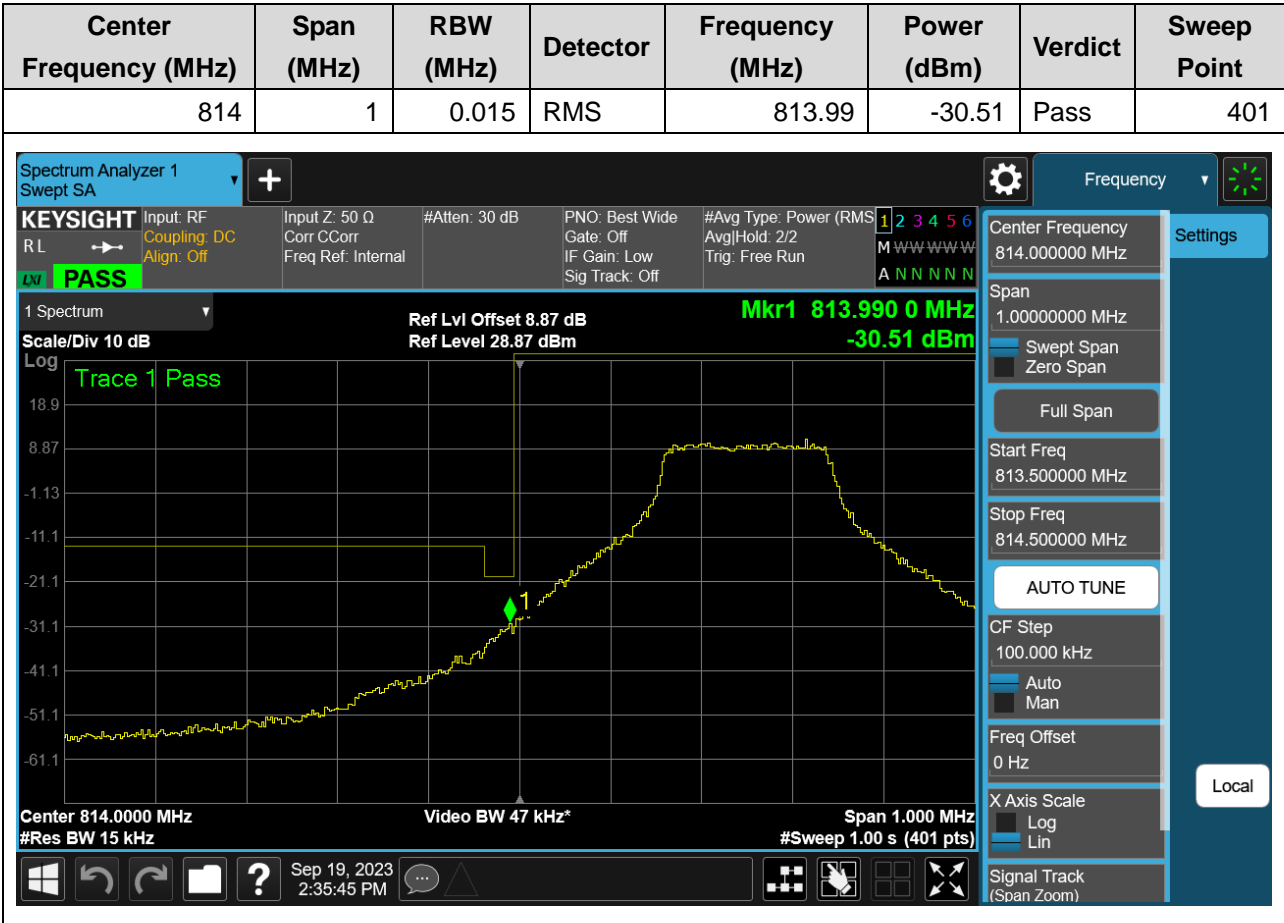 Center Frequency (MHz) Span (MHz) RBW (MHz) Detector Frequency (MHz) Power (dBm) Verdict Sweep Point
814 1 0.015 RMS 813.99 -30.51 Pass 401
Spectrum Analyzer 1
Swept SA
Frequency
KEYSIGHT
R L
LXI PASS
Input: RF
Coupling: DC
Align: Off
Input Z: 50 Ω
Corr CCorr
Freq Ref: Internal
#Atten: 30 dB
PNO: Best Wide
Gate: Off
IF Gain: Low
Sig Track: Off
#Avg Type: Power (RMS
Avg|Hold: 2/2
Trig: Free Run
1 2 3 4 5 6
M W W W W W
A N N N N N
1 Spectrum
Scale/Div 10 dB
Ref Lvl Offset 8.87 dB
Ref Level 28.87 dBm
Mkr1 813.990 0 MHz
-30.51 dBm
Log
Trace 1 Pass
18.9
8.87
-1.13
-11.1
-21.1
-31.1
-41.1
-51.1
-61.1
1
Center 814.0000 MHz
#Res BW 15 kHz
Video BW 47 kHz*
Span 1.000 MHz
#Sweep 1.00 s (401 pts)
Center Frequency
814.000000 MHz
Span
1.00000000 MHz
Swept Span
Zero Span
Full Span
Start Freq
813.500000 MHz
Stop Freq
814.500000 MHz
AUTO TUNE
CF Step
100.000 kHz
Auto
Man
Freq Offset
0 Hz
X Axis Scale
Log
Lin
Signal Track
(Span Zoom)
Settings
Local
?
Sep 19, 2023
2:35:45 PM